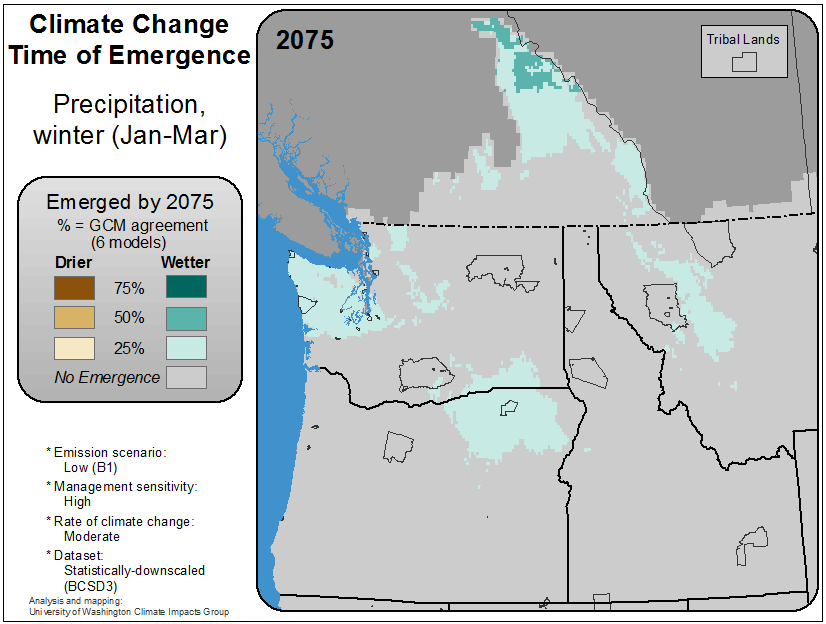 Climate Change
Time of Emergence
Precipitation,
winter (Jan-Mar)
Emerged by 2075
% = GCM agreement
(6 models)
Drier Wetter
75%
50%
25%
No Emergence
* Emission scenario:
Low (B1)
* Management sensitivity:
High
* Rate of climate change:
Moderate
* Dataset:
Statistically-downscaled
(BCSD3)
Analysis and mapping:
University of Washington Climate Impacts Group
2075
Tribal Lands